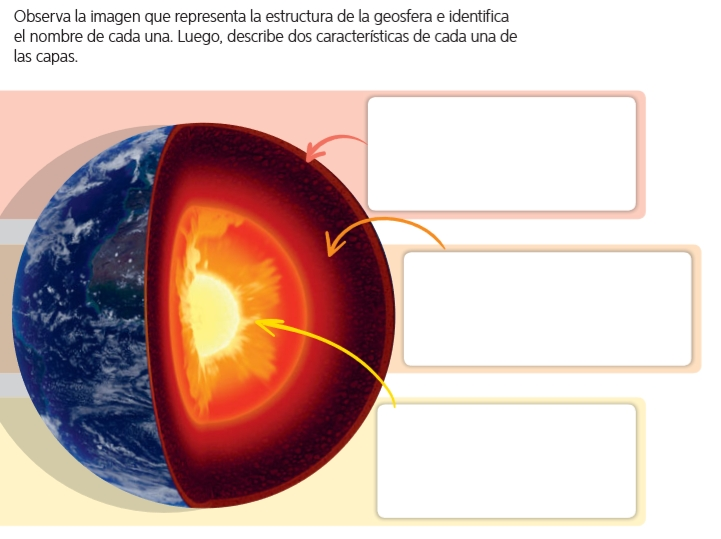 Observa la imagen que representa la estructura de la geosfera e identifica
el nombre de cada una. Luego, describe dos características de cada una de
las capas.